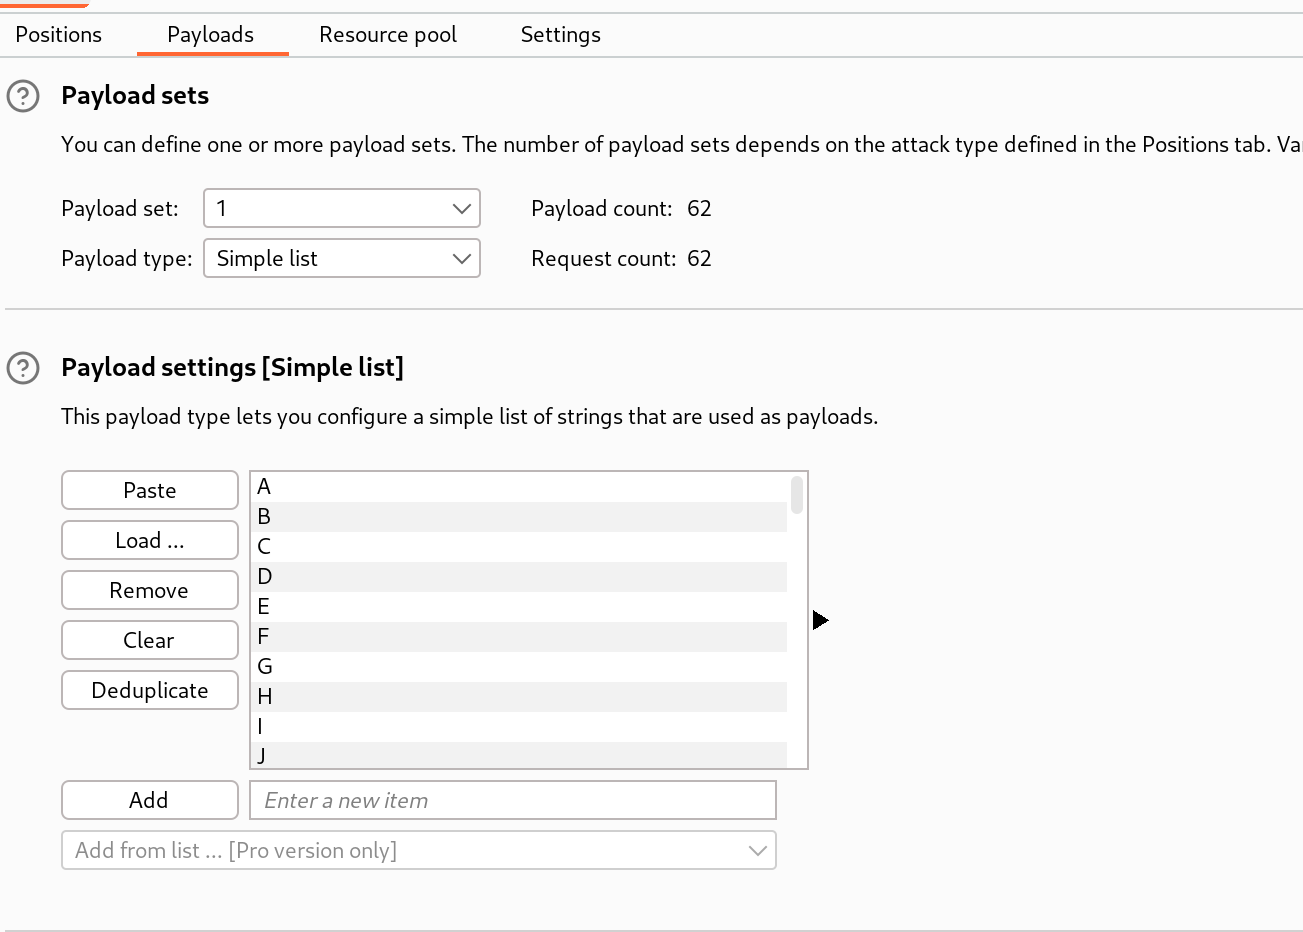 Positions Payloads Resource pool Settings
Payload sets
You can define one or more payload sets. The number of payload sets depends on the attack type defined in the Positions tab.
Payload set: 1 Payload count: 62
Payload type: Simple list Request count: 62
Payload settings [Simple list]
This payload type lets you configure a simple list of strings that are used as payloads.
Paste
Load ...
Remove
Clear
Deduplicate
A
B
C
D
E
F
G
H
I
J
Add Enter a new item
Add from list ... [Pro version only]